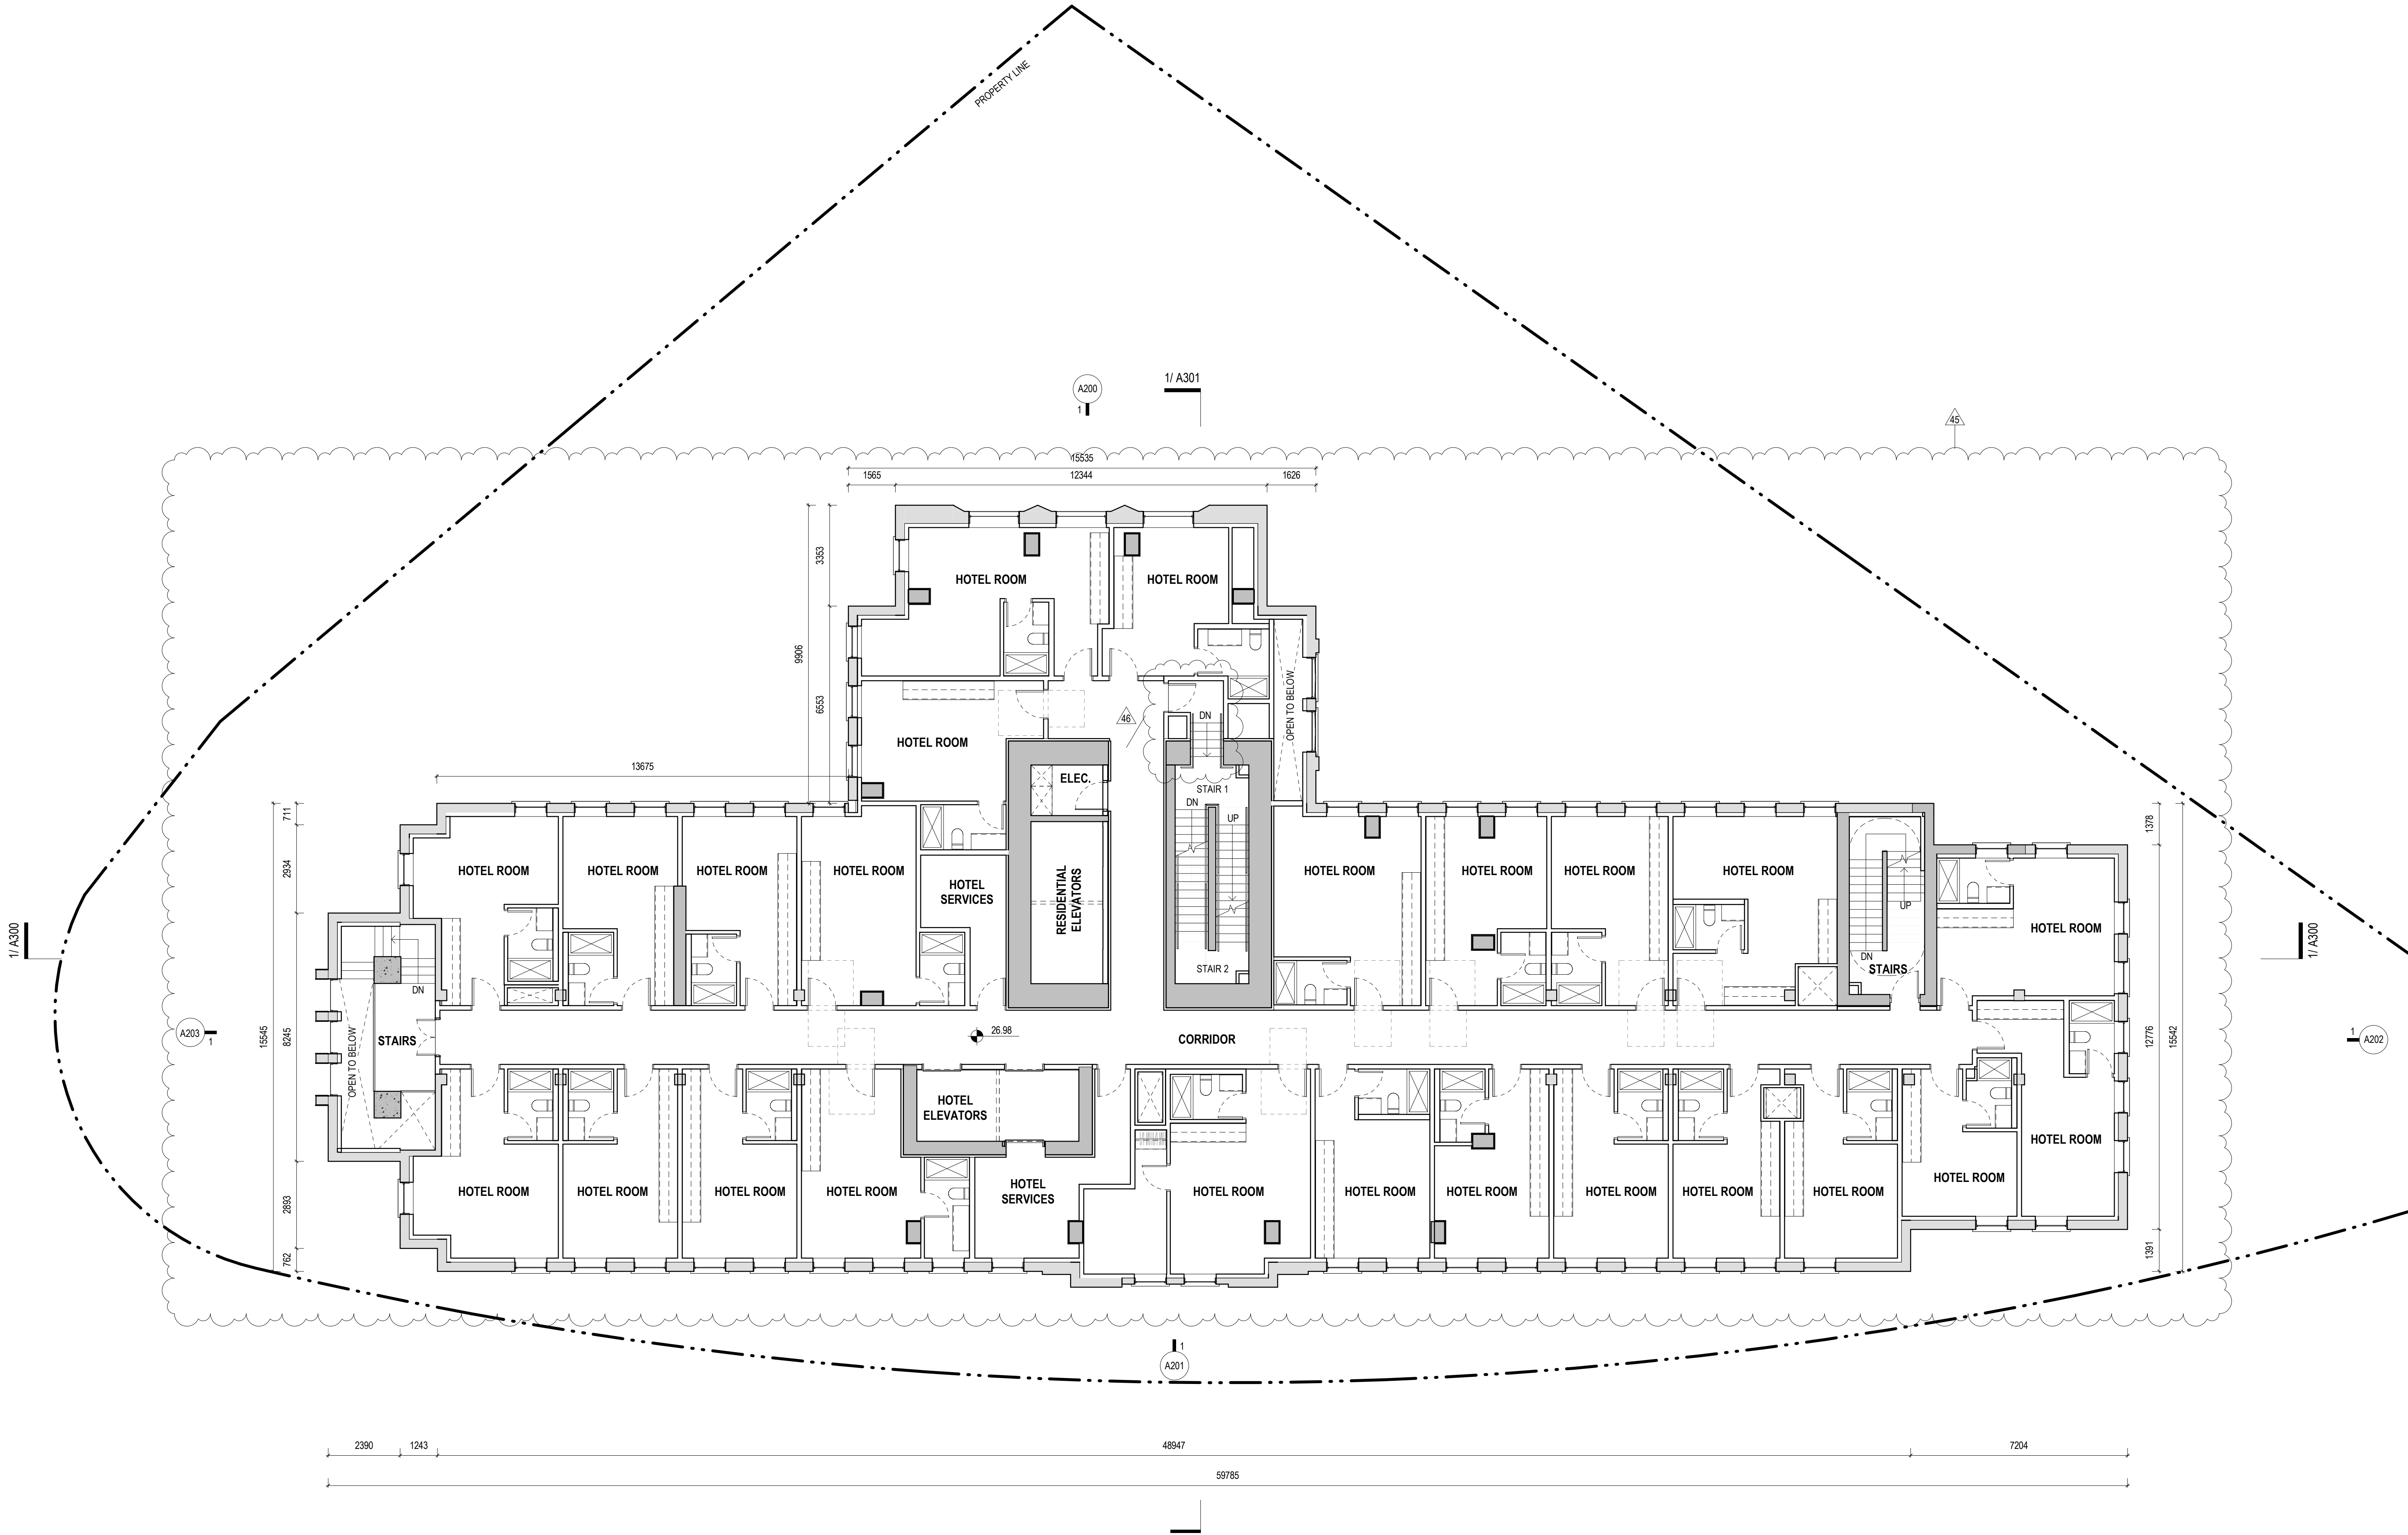 PROPERTY LINE
A200
1
1/ A301
45
15535
1565
12344
1626
3353
9906
6553
HOTEL ROOM
HOTEL ROOM
OPEN TO BELOW
DN
46
HOTEL ROOM
13675
ELEC.
STAIR 1
DN
UP
711
2934
15545
8245
2893
762
1378
12776
15542
1391
HOTEL ROOM
HOTEL ROOM
HOTEL ROOM
HOTEL ROOM
HOTEL
SERVICES
RESIDENTIAL
ELEVATORS
HOTEL ROOM
HOTEL ROOM
HOTEL ROOM
HOTEL ROOM
UP
HOTEL ROOM
1/ A300
1/ A300
DN
STAIR 2
DN
STAIRS
A203
1
OPEN TO BELOW
STAIRS
26.98
CORRIDOR
1
A202
HOTEL
ELEVATORS
HOTEL ROOM
HOTEL ROOM
HOTEL ROOM
HOTEL ROOM
HOTEL ROOM
HOTEL
SERVICES
HOTEL ROOM
HOTEL ROOM
HOTEL ROOM
HOTEL ROOM
HOTEL ROOM
HOTEL ROOM
HOTEL ROOM
1
A201
2390
1243
48947
7204
59785